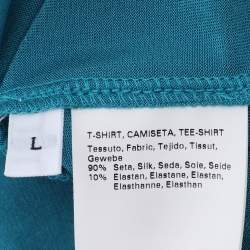 L
T-SHIRT, CAMISETA, TEE-SHIRT
Tessuto, Fabric, Tejido, Tissut,
Gewebe
90% Seta, Silk, Seda, Soie, Seide
10% Elastan, Elastane, Elastan,
Elasthanne, Elasthan